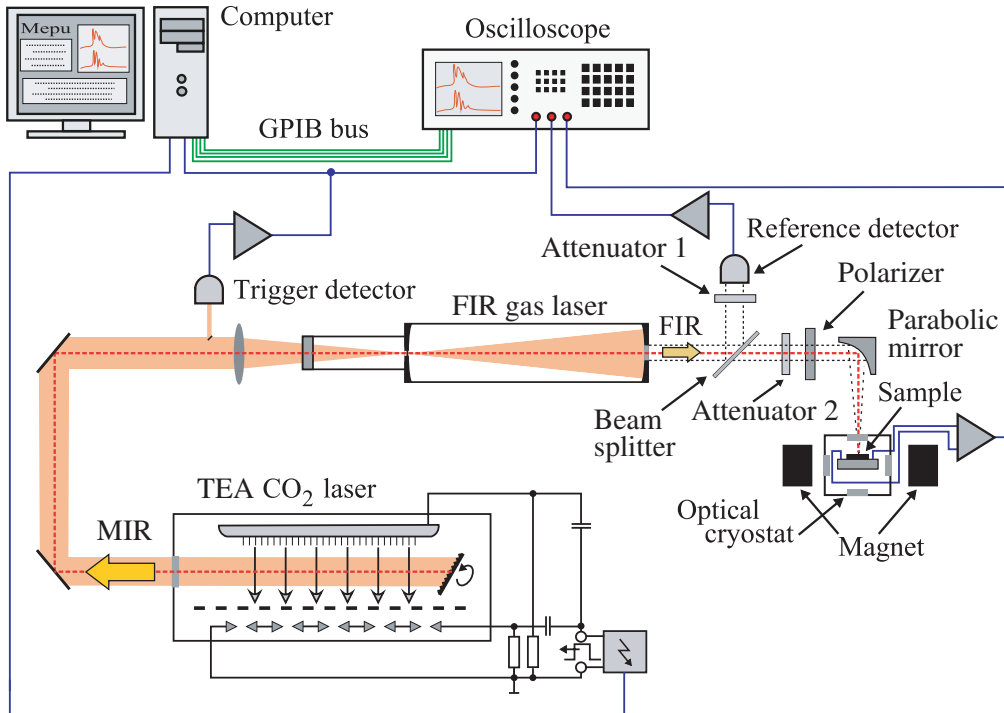 Mepu
Computer
Oscilloscope
GPIB bus
Attenuator 1
Reference detector
Polarizer
Trigger detector
FIR gas laser
FIR
Parabolic
mirror
Beam
splitter
Attenuator 2
Sample
TEA CO₂ laser
MIR
Optical
cryostat
Magnet